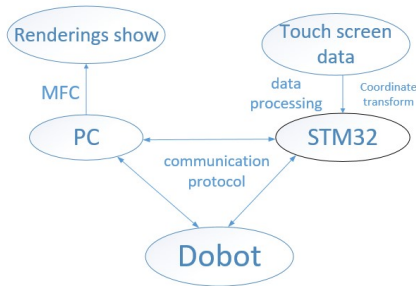 Renderings show
Touch screen
data
MFC
data
processing
Coordinate
transform
PC
STM32
communication
protocol
Dobot